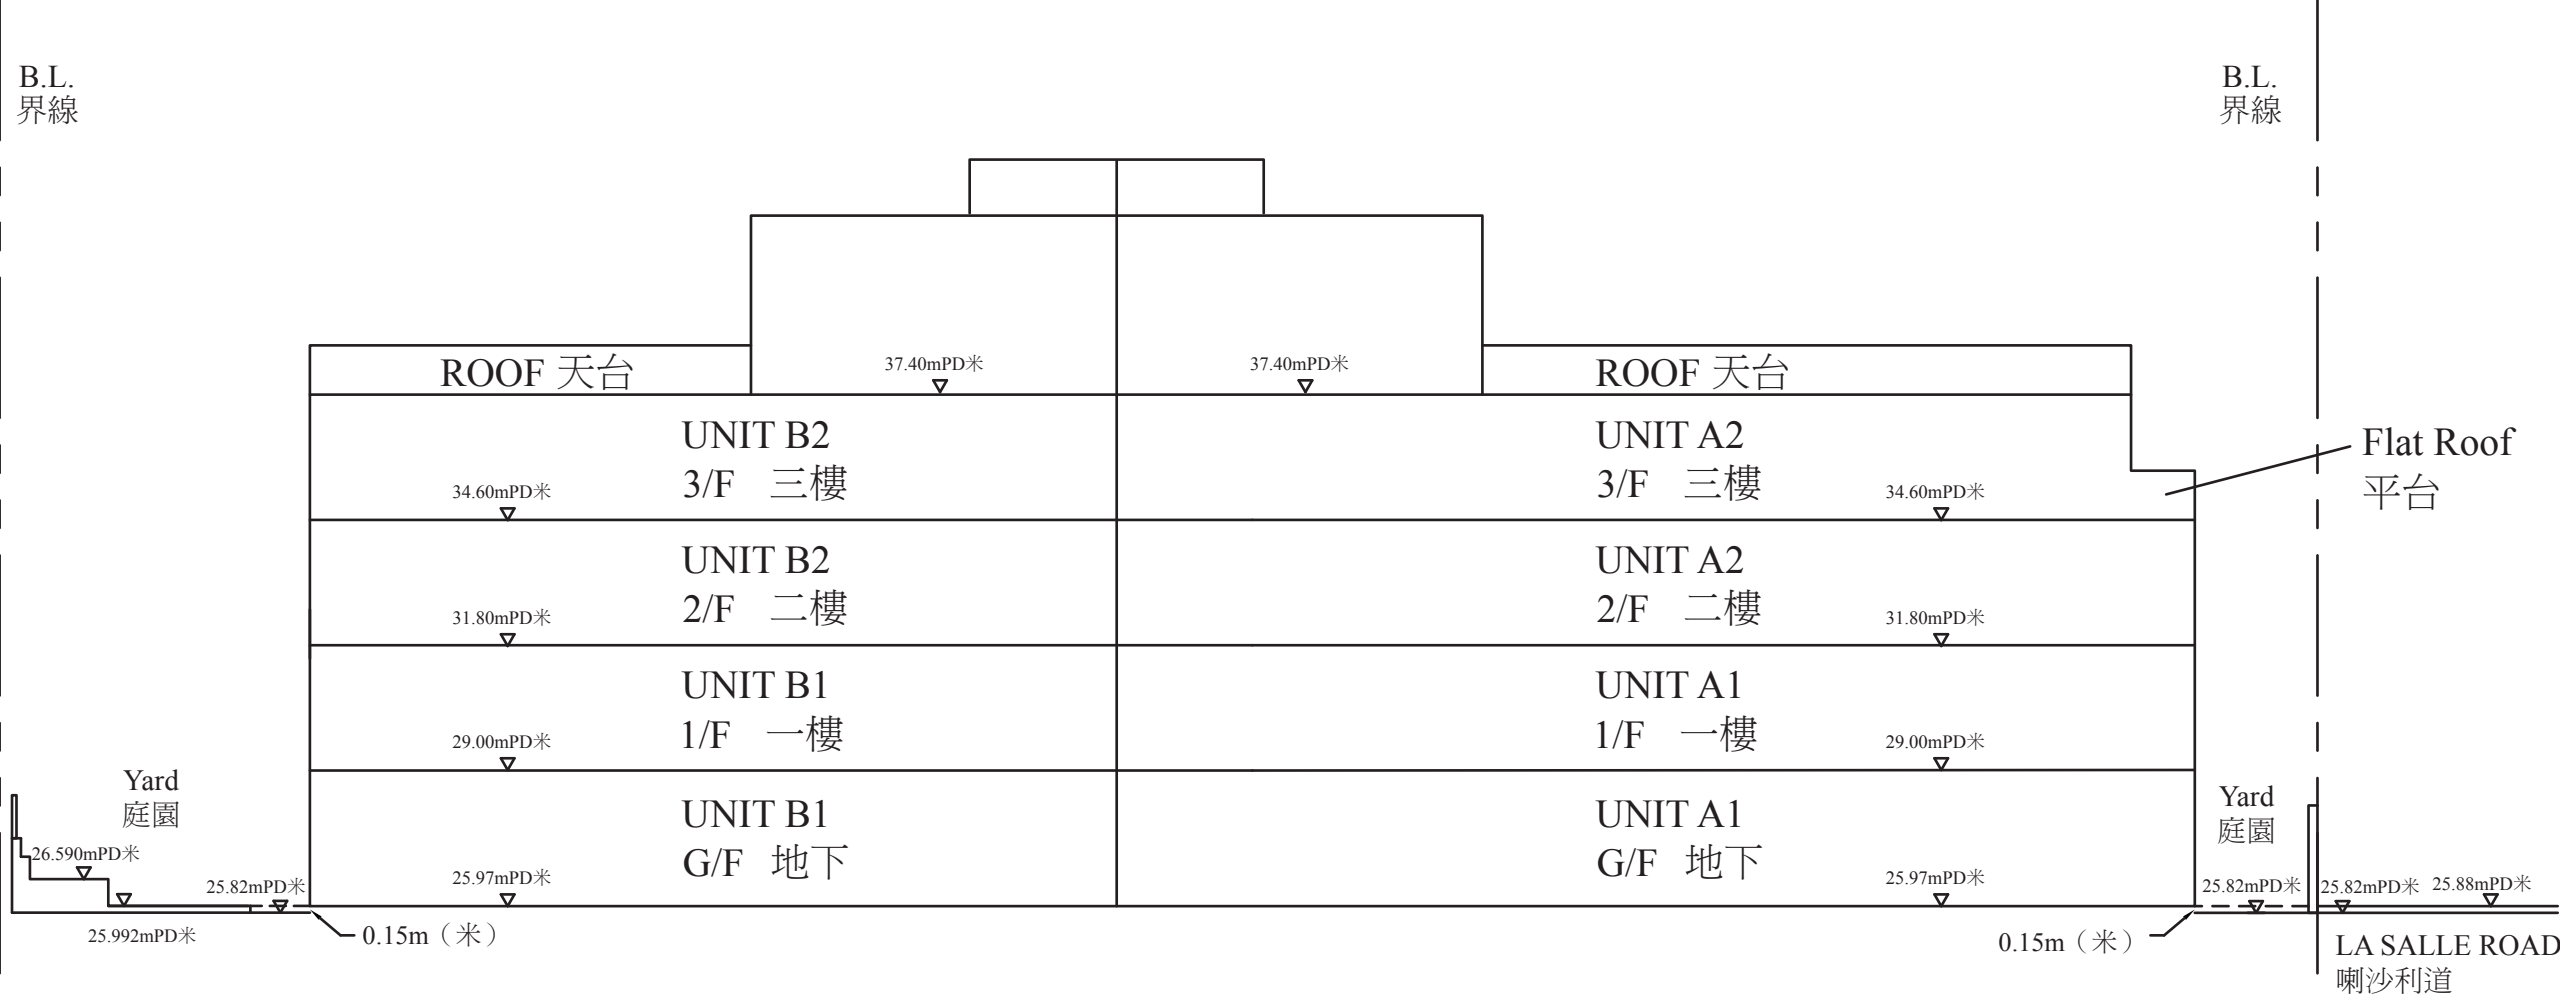 B.L.
界線
B.L.
界線
ROOF 天台
37.40mPD米
37.40mPD米
ROOF 天台
UNIT B2
3/F 三樓
34.60mPD米
UNIT A2
3/F 三樓
34.60mPD米
Flat Roof
平台
UNIT B2
2/F 二樓
31.80mPD米
UNIT A2
2/F 二樓
31.80mPD米
UNIT B1
1/F 一樓
29.00mPD米
UNIT A1
1/F 一樓
29.00mPD米
Yard
庭園
26.590mPD米
25.82mPD米
25.992mPD米
UNIT B1
G/F 地下
25.97mPD米
UNIT A1
G/F 地下
25.97mPD米
Yard
庭園
25.82mPD米
25.82mPD米
25.88mPD米
0.15m（米）
0.15m（米）
LA SALLE ROAD
喇沙利道